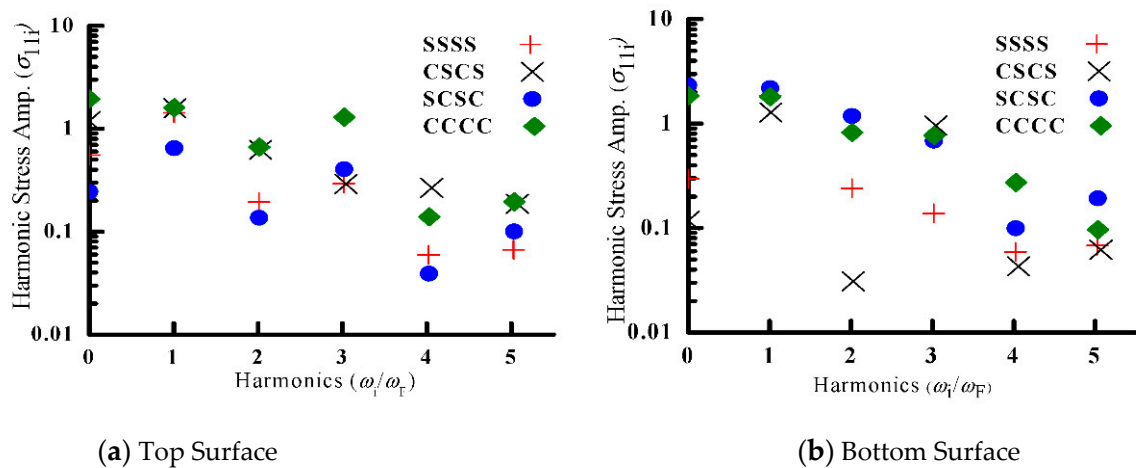 10
1
0.1
0.01
Harmonic Stress Amp. (σ₁₁ᵢ)
SSSS
CSCS
SCSC
CCCC
0 1 2 3 4 5
Harmonics (ωᵢ/ω_F)
(a) Top Surface
10
1
0.1
0.01
Harmonic Stress Amp. (σ₁₁ᵢ)
SSSS
CSCS
SCSC
CCCC
0 1 2 3 4 5
Harmonics (ωᵢ/ω_F)
(b) Bottom Surface